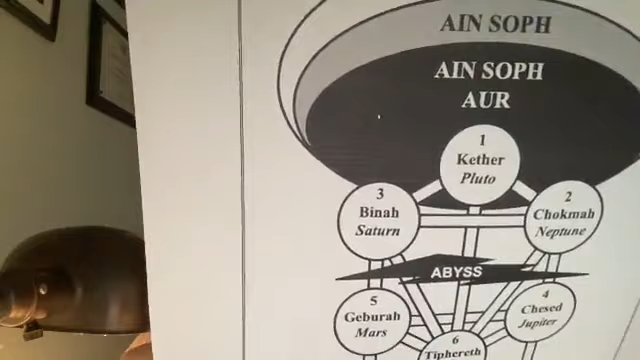 AIN SOPH
AIN SOPH
AUR
1
Kether
Pluto
3
Binah
Saturn
2
Chokmah
Neptune
ABYSS
5
Geburah
Mars
4
Chesed
Jupiter
6
Tiphereth